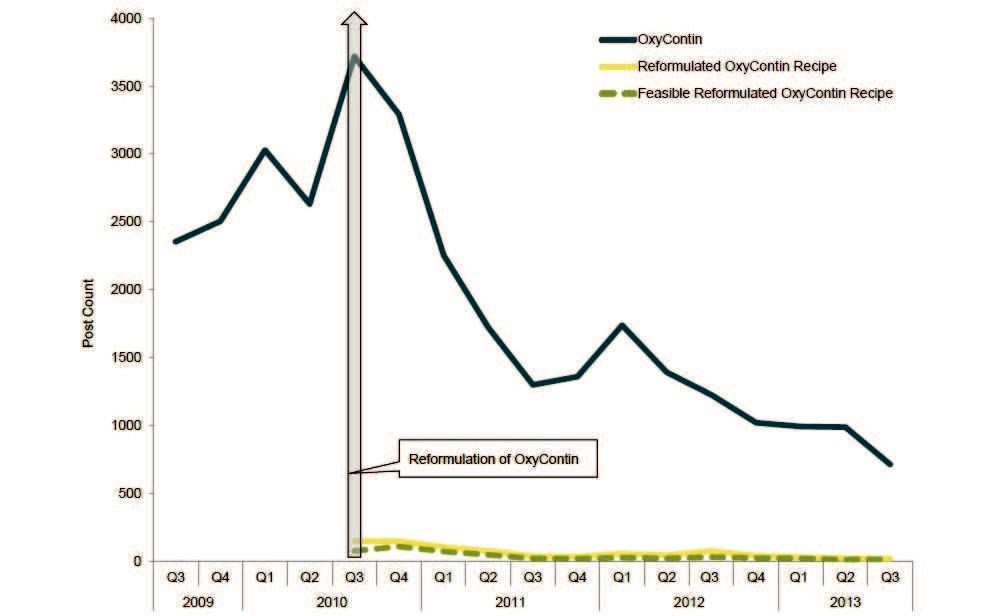 4000
3500
3000
2500
2000
1500
1000
500
0
Post Count
OxyContin
Reformulated OxyContin Recipe
Feasible Reformulated OxyContin Recipe
Reformulation of OxyContin
Q3 Q4 Q1 Q2 Q3 Q4 Q1 Q2 Q3 Q4 Q1 Q2 Q3 Q4 Q1 Q2 Q3
2009 2010 2011 2012 2013